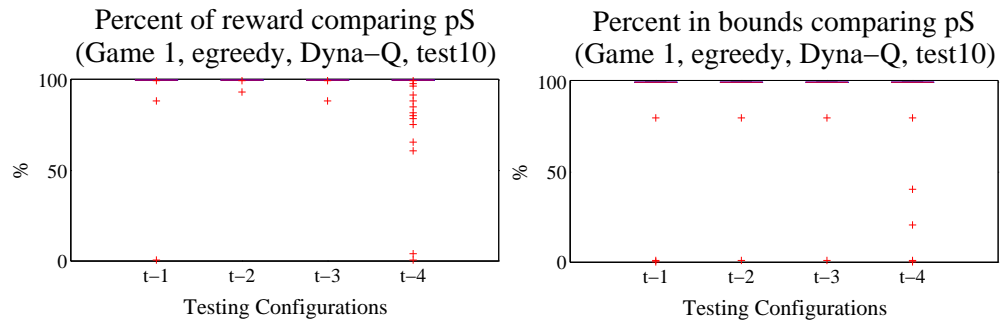 Percent of reward comparing pS
(Game 1, egreedy, Dyna−Q, test10)
100
50
0
%
t−1 t−2 t−3 t−4
Testing Configurations
Percent in bounds comparing pS
(Game 1, egreedy, Dyna−Q, test10)
100
50
0
%
t−1 t−2 t−3 t−4
Testing Configurations